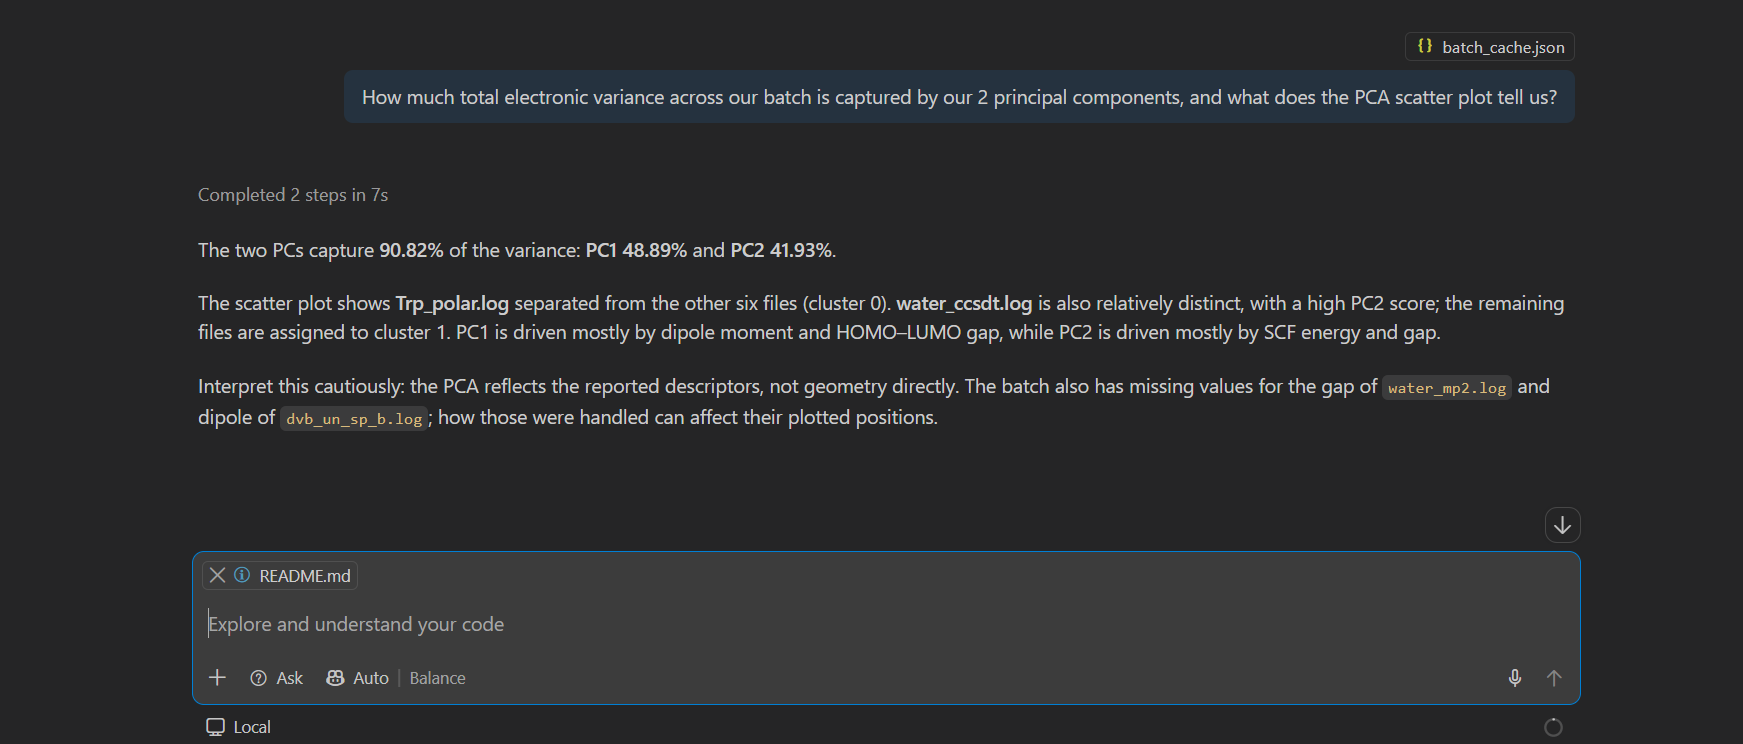 {} batch_cache.json
How much total electronic variance across our batch is captured by our 2 principal components, and what does the PCA scatter plot tell us?
Completed 2 steps in 7s
The two PCs capture 90.82% of the variance: PC1 48.89% and PC2 41.93%.
The scatter plot shows Trp_polar.log separated from the other six files (cluster 0). water_ccsdt.log is also relatively distinct, with a high PC2 score; the remaining
files are assigned to cluster 1. PC1 is driven mostly by dipole moment and HOMO–LUMO gap, while PC2 is driven mostly by SCF energy and gap.
Interpret this cautiously: the PCA reflects the reported descriptors, not geometry directly. The batch also has missing values for the gap of water_mp2.log and
dipole of dvb_un_sp_b.log; how those were handled can affect their plotted positions.
README.md
Explore and understand your code
Ask Auto | Balance
Local